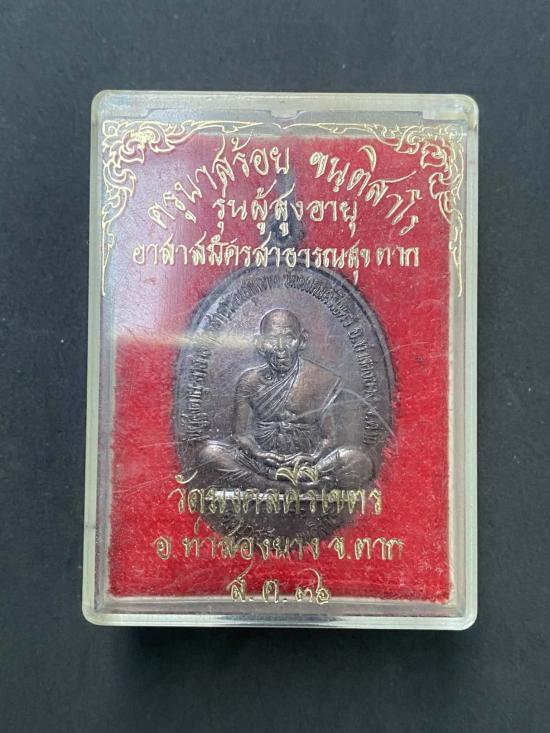 ครูบาสร้อย ขนฺติสาโร
รุ่นผู้สูงอายุ
อาสาสมัครสาธารณสุข ตาก
วัดมงคลคีรีเขตร
อ.ท่าสองยาง จ.ตาก
ส.ค.๓๖